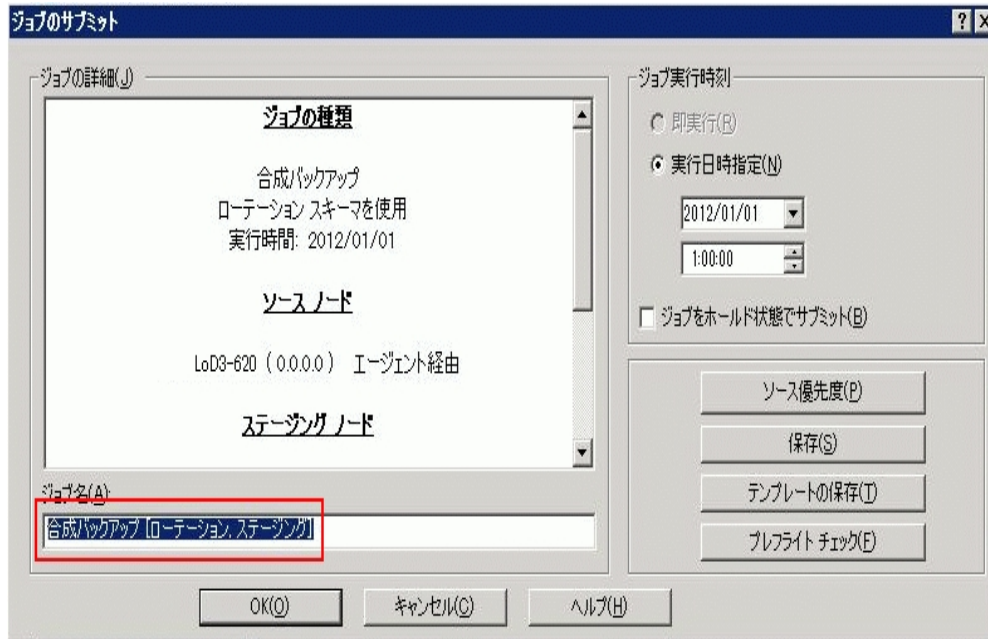 ジョブのサブミット
ジョブの詳細(J)
ジョブの種類
合成バックアップ
ローテーション スキーマを使用
実行時間: 2012/01/01
ソース ノード
LoD3-620 ( 0.0.0.0 ) エージェント経由
ステージング ノード
ジョブ名(A):
合成バックアップ [ローテーション, ステージング]
ジョブ実行時刻
即実行(R)
実行日時指定(N)
2012/01/01
1:00:00
ジョブをホールド状態でサブミット(B)
ソース優先度(P)
保存(S)
テンプレートの保存(T)
プレフライト チェック(F)
OK(O)
キャンセル(C)
ヘルプ(H)